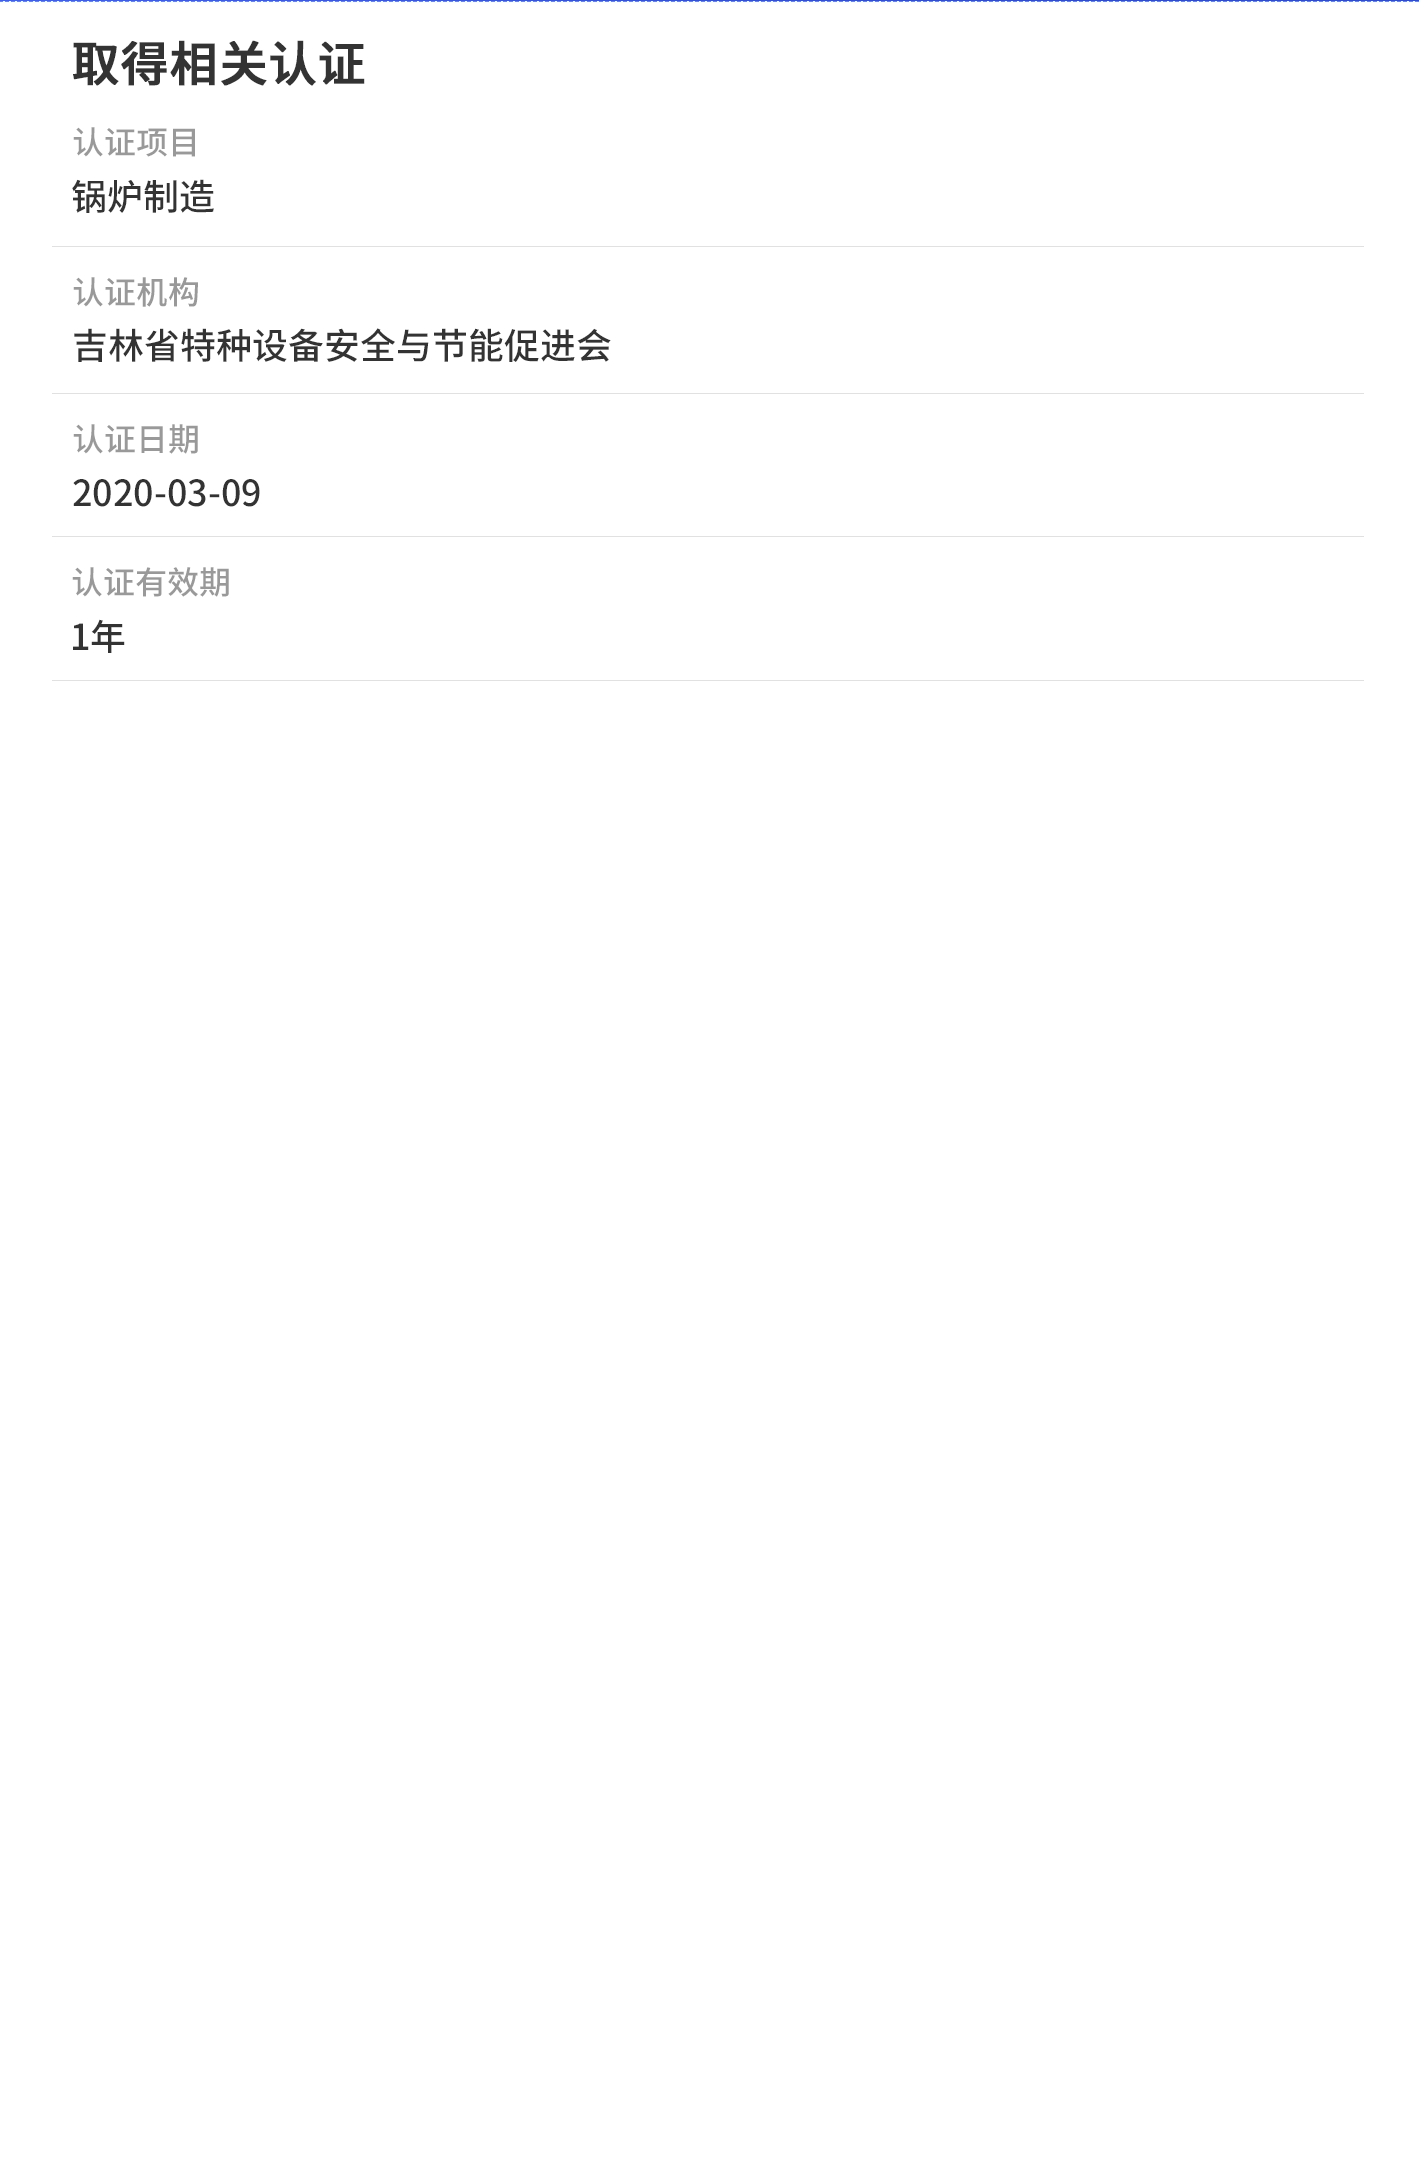 取得相关认证
认证项目
锅炉制造
认证机构
吉林省特种设备安全与节能促进会
认证日期
2020-03-09
认证有效期
1年